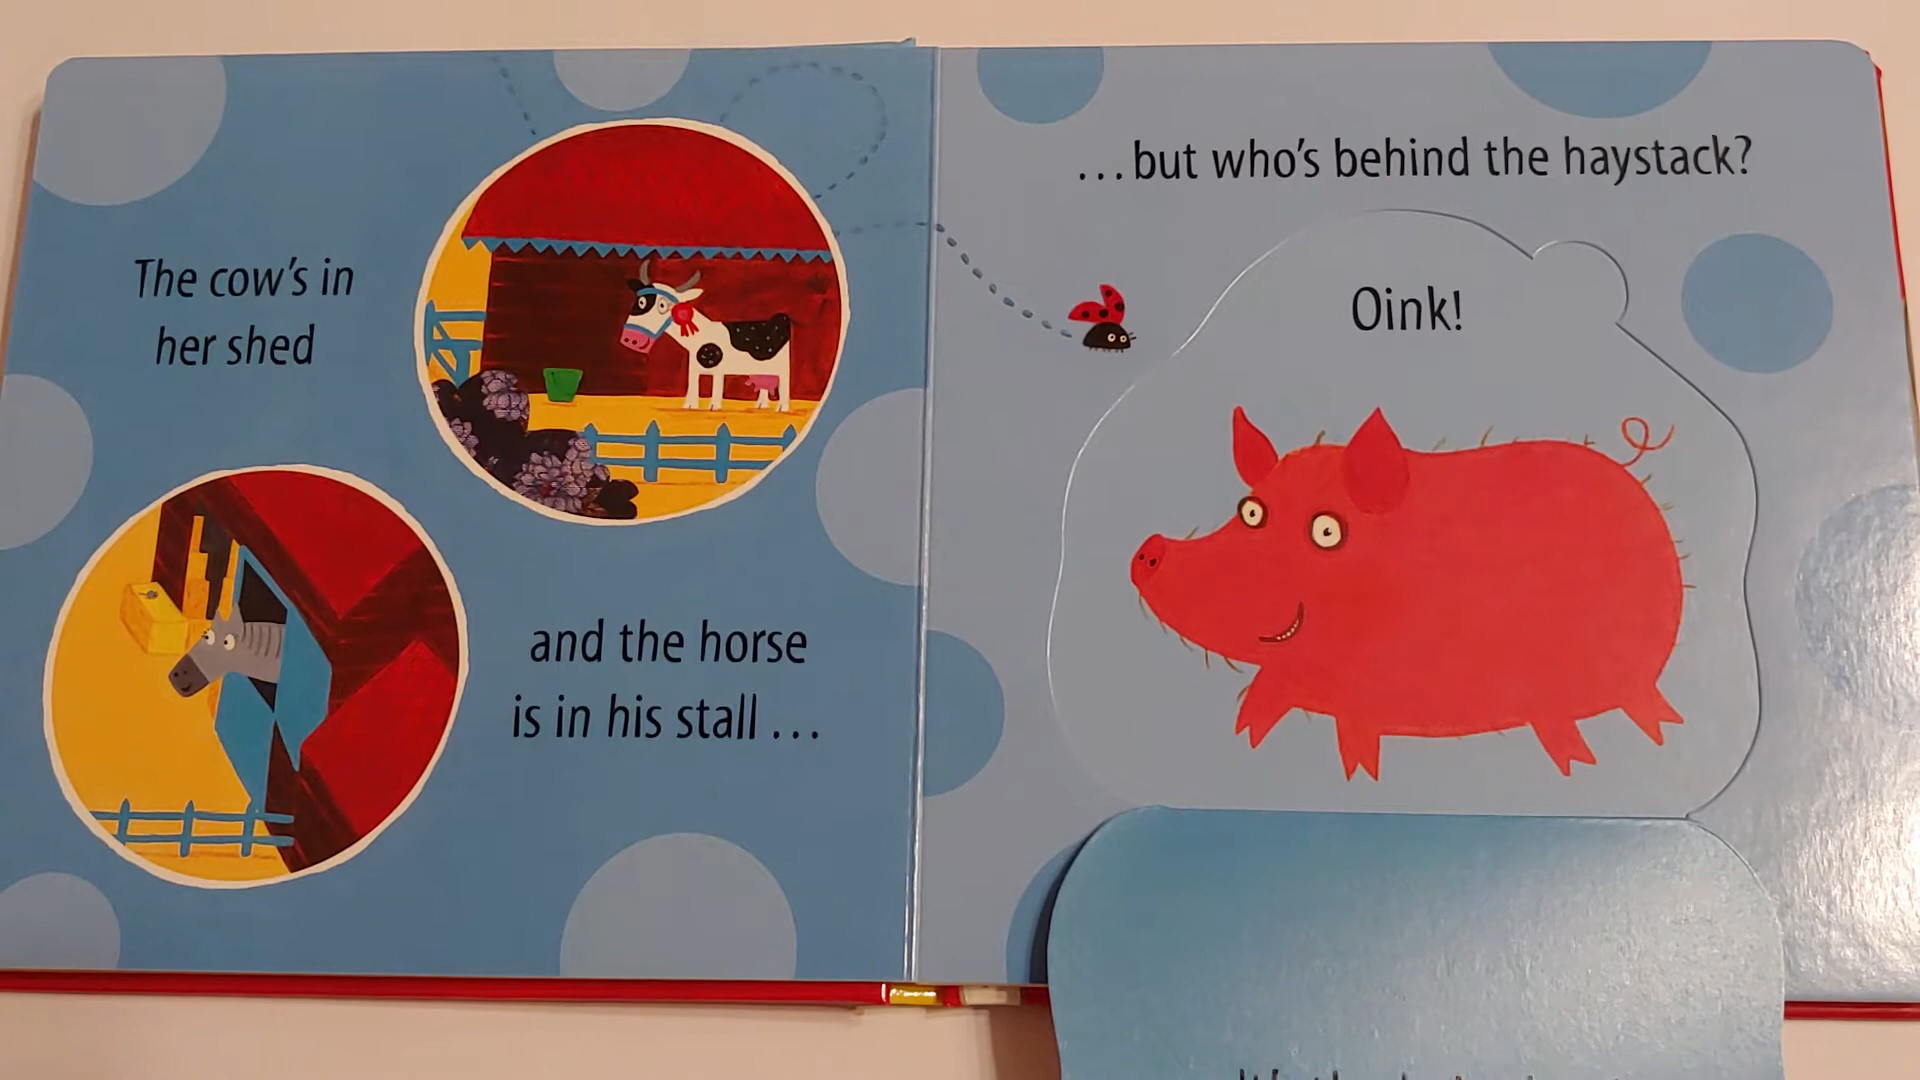 The cow's in
her shed
and the horse
is in his stall ...
...but who's behind the haystack?
Oink!